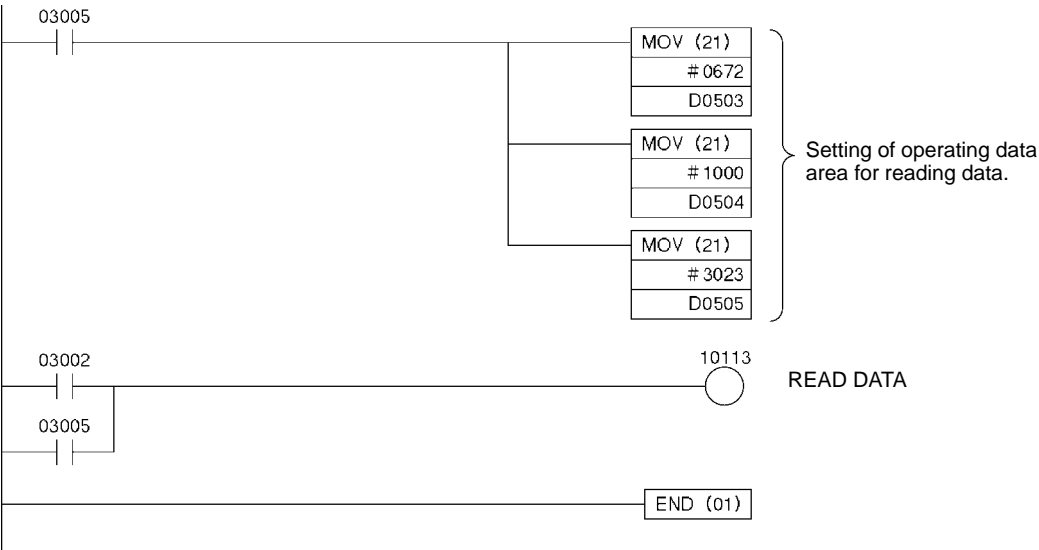 03005
MOV (21)
# 0672
D0503
MOV (21)
# 1000
D0504
MOV (21)
# 3023
D0505
Setting of operating data
area for reading data.
03002
10113
READ DATA
03005
END (01)